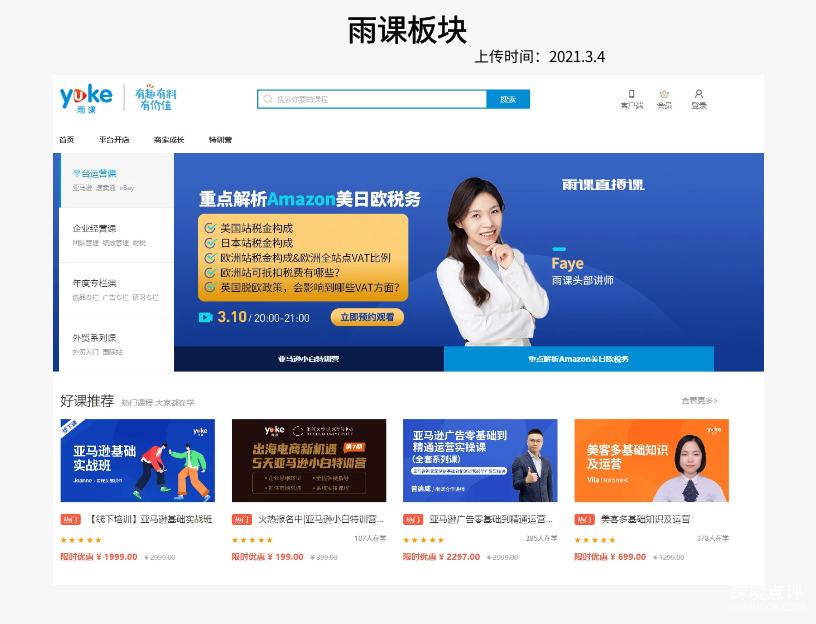 雨课板块
上传时间：2021.3.4
yuke
雨课
有趣有料
有价值
搜索你要的课程
搜索
客户端
会员
登录
首页
平台开店
商家成长
特训营
平台运营课
亚马逊 速卖通 eBay
企业经营课
团队管理 绩效管理 财税
年度专栏课
选品专栏 广告专栏 研习专栏
外贸系列课
外贸入门 国际站
重点解析Amazon美日欧税务
美国站税金构成
日本站税金构成
欧洲站税金构成&欧洲全站点VAT比例
欧洲站可抵扣税费有哪些?
英国脱欧政策，会影响到哪些VAT方面?
3.10 / 20:00-21:00
立即预约观看
雨课直播课
Faye
雨课头部讲师
亚马逊小白特训营
重点解析Amazon美日欧税务
好课推荐
热门课程 大家都在学
查看更多>
线下课
yuke
亚马逊基础
实战班
Joanne
yuke
出海电商新机遇 第7期
5天亚马逊小白特训营
亚马逊广告零基础到
精通运营实操课
(全套系列课)
yuke
美客多基础知识
及运营
Vila
热门 【线下培训】亚马逊基础实战班
限时优惠 ¥ 1999.00 ¥ 2999.00
热门 火热报名中|亚马逊小白特训营...
107人在学
限时优惠 ¥ 199.00 ¥ 399.00
热门 亚马逊广告零基础到精通运营...
385人在学
限时优惠 ¥ 2297.00 ¥ 2999.00
热门 美客多基础知识及运营
378人在学
限时优惠 ¥ 699.00 ¥ 1299.00
跨境点评